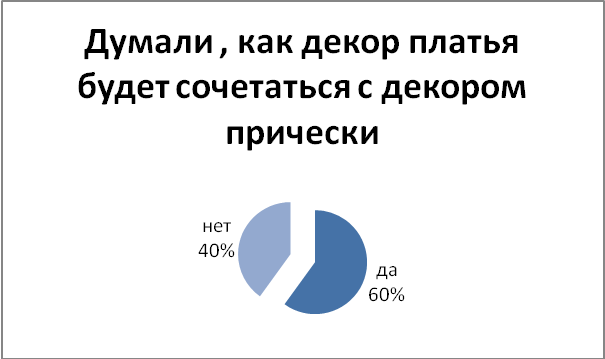 Думали , как декор платья
будет сочетаться с декором
прически
нет
40%
да
60%